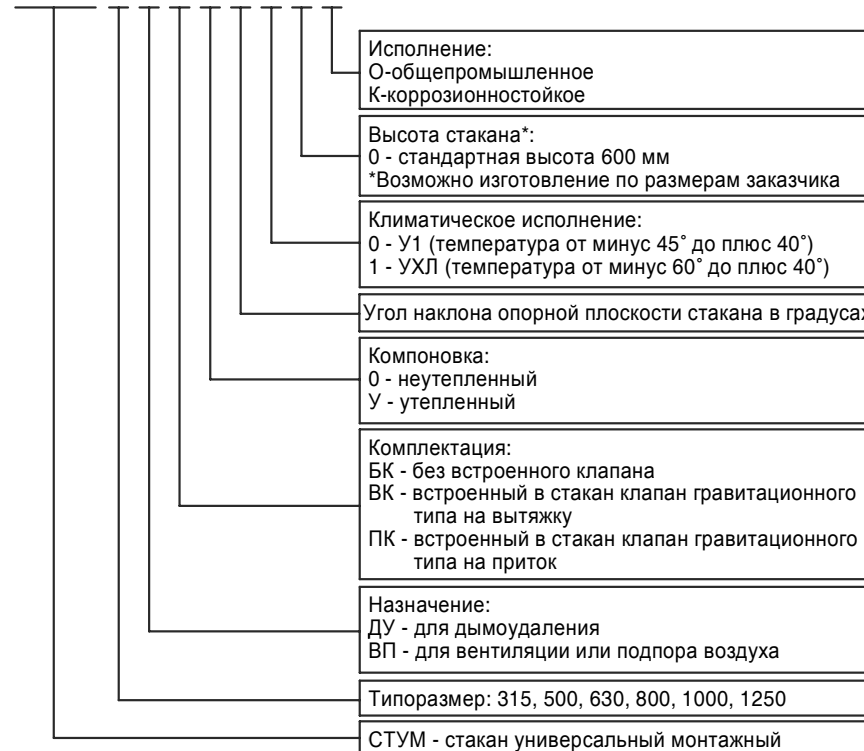 Исполнение:
О-общепромышленное
К-коррозионностойкое
Высота стакана*:
0 - стандартная высота 600 мм
*Возможно изготовление по размерам заказчика
Климатическое исполнение:
0 - У1 (температура от минус 45˚ до плюс 40˚)
1 - УХЛ (температура от минус 60˚ до плюс 40˚)
Угол наклона опорной плоскости стакана в градусах
Компоновка:
0 - неутепленный
У - утепленный
Комплектация:
БК - без встроенного клапана
ВК - встроенный в стакан клапан гравитационного
типа на вытяжку
ПК - встроенный в стакан клапан гравитационного
типа на приток
Назначение:
ДУ - для дымоудаления
ВП - для вентиляции или подпора воздуха
Типоразмер: 315, 500, 630, 800, 1000, 1250
СТУМ - стакан универсальный монтажный